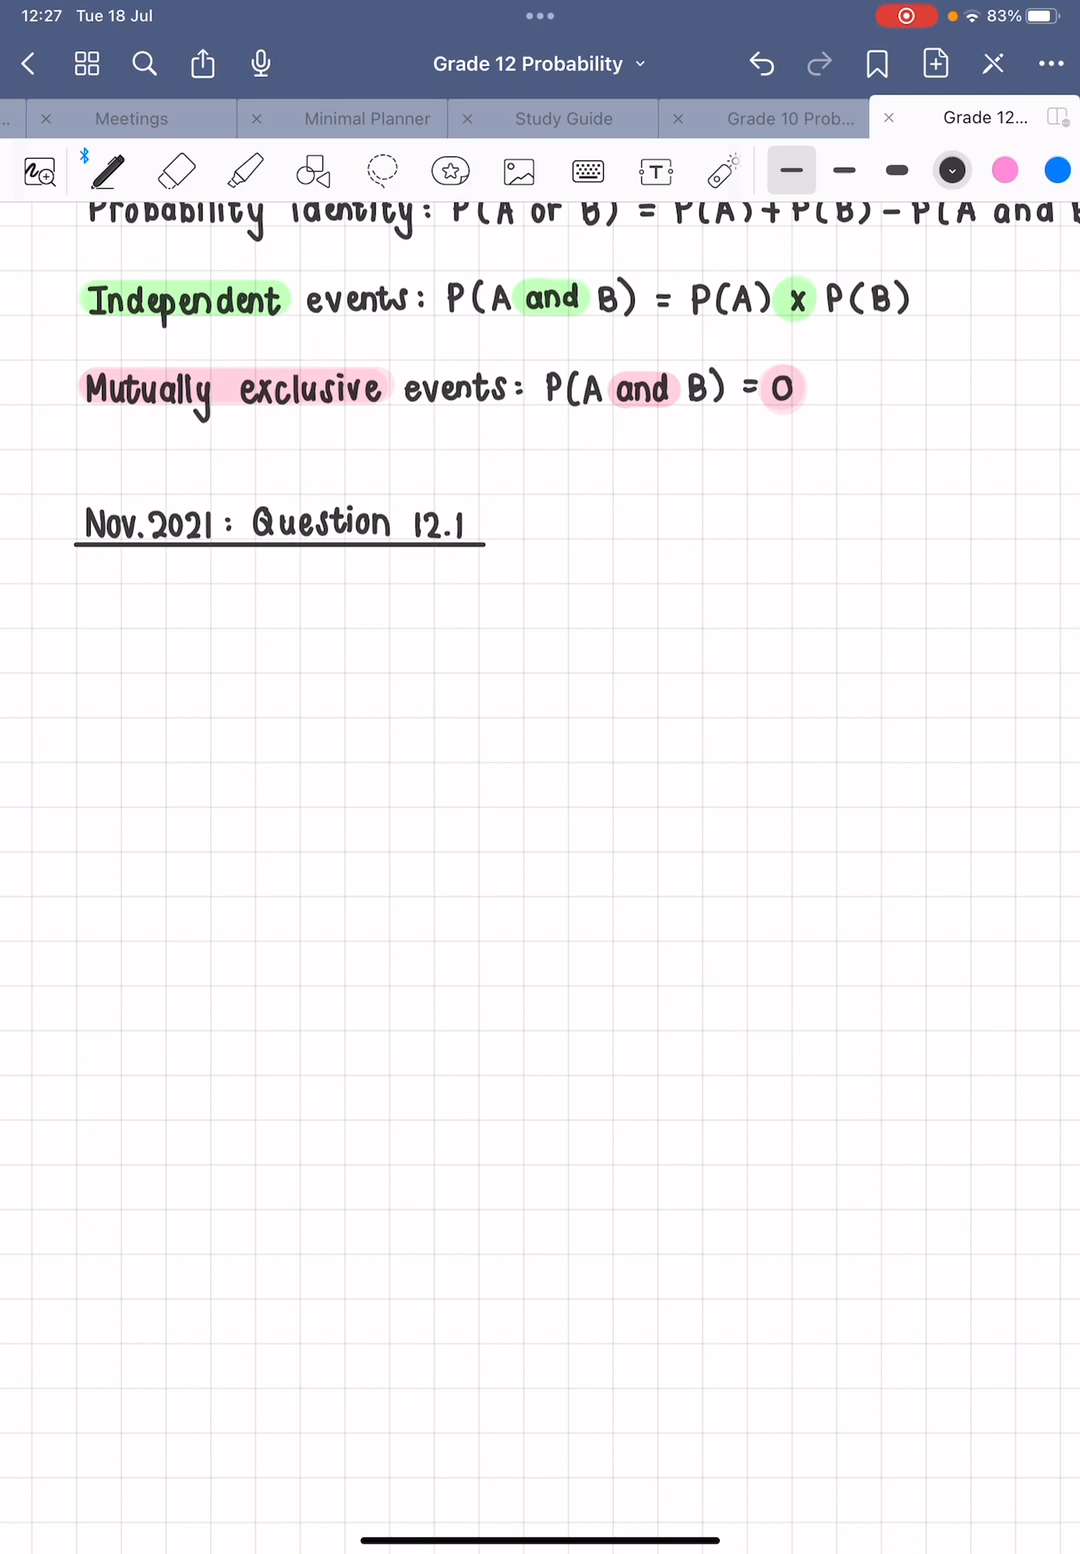 12:27 Tue 18 Jul 83%
Grade 12 Probability
... Meetings Minimal Planner Study Guide Grade 10 Prob... Grade 12...
T
Probability identity: P(A or B) = P(A) + P(B) - P(A and B
Independent events: P(A and B) = P(A) x P(B)
Mutually exclusive events: P(A and B) = 0
Nov. 2021: Question 12.1